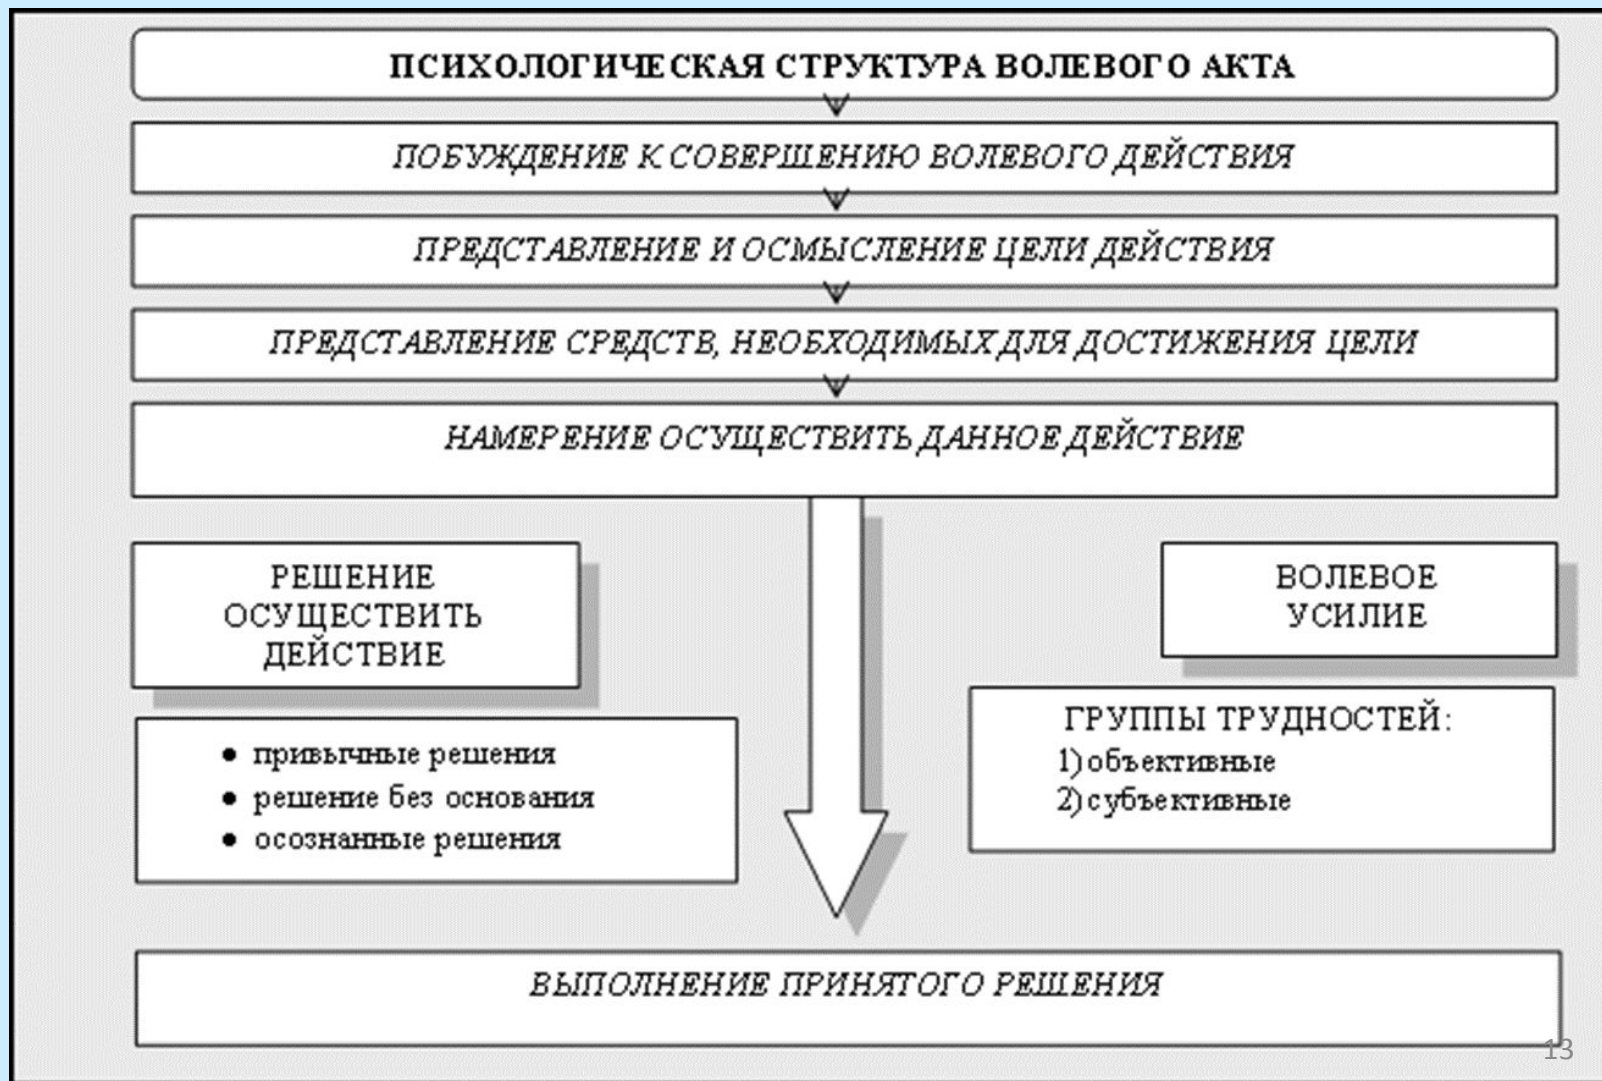 ПСИХОЛОГИЧЕСКАЯ СТРУКТУРА ВОЛЕВОГО АКТА
ПОБУЖДЕНИЕ К СОВЕРШЕНИЮ ВОЛЕВОГО ДЕЙСТВИЯ
ПРЕДСТАВЛЕНИЕ И ОСМЫСЛЕНИЕ ЦЕЛИ ДЕЙСТВИЯ
ПРЕДСТАВЛЕНИЕ СРЕДСТВ, НЕОБХОДИМЫХ ДЛЯ ДОСТИЖЕНИЯ ЦЕЛИ
НАМЕРЕНИЕ ОСУЩЕСТВИТЬ ДАННОЕ ДЕЙСТВИЕ
РЕШЕНИЕ
ОСУЩЕСТВИТЬ
ДЕЙСТВИЕ
• привычные решения
• решение без основания
• осознанные решения
ВОЛЕВОЕ
УСИЛИЕ
ГРУППЫ ТРУДНОСТЕЙ:
1) объективные
2) субъективные
ВЫПОЛНЕНИЕ ПРИНЯТОГО РЕШЕНИЯ
13